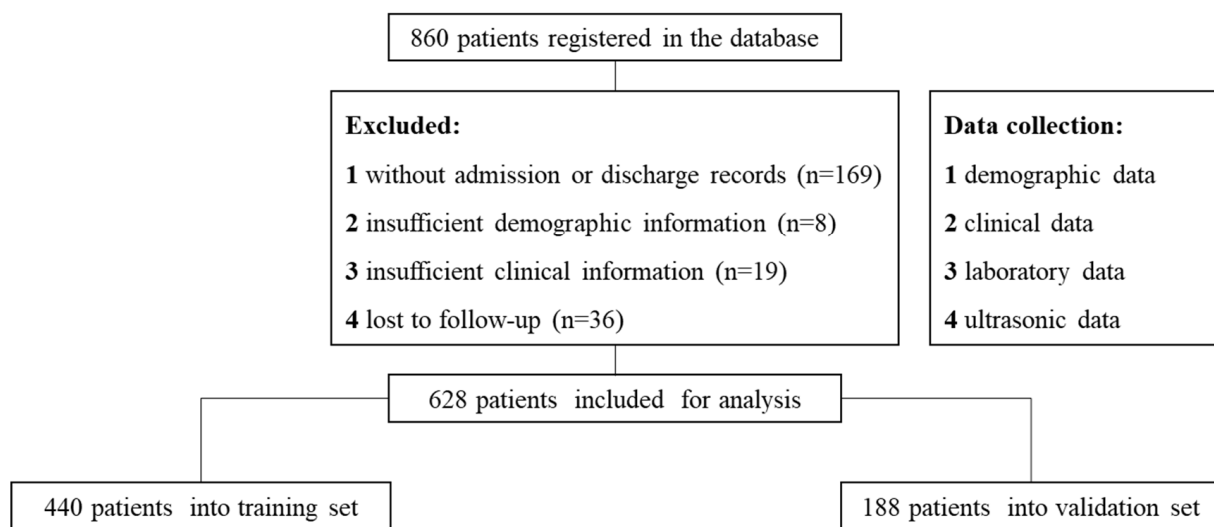 860 patients registered in the database
Excluded:
1 without admission or discharge records (n=169)
2 insufficient demographic information (n=8)
3 insufficient clinical information (n=19)
4 lost to follow-up (n=36)
Data collection:
1 demographic data
2 clinical data
3 laboratory data
4 ultrasonic data
628 patients included for analysis
440 patients into training set
188 patients into validation set